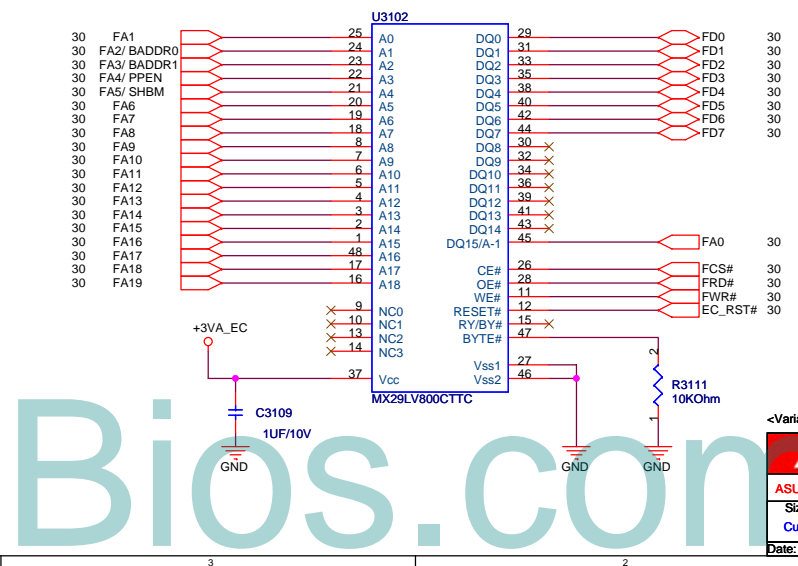 U3102
30 FA1 25 A0 DQ0 29 FD0 30
30 FA2/ BADDR0 24 A1 DQ1 31 FD1 30
30 FA3/ BADDR1 23 A2 DQ2 33 FD2 30
30 FA4/ PPEN 22 A3 DQ3 35 FD3 30
30 FA5/ SHBM 21 A4 DQ4 38 FD4 30
30 FA6 20 A5 DQ5 40 FD5 30
30 FA7 19 A6 DQ6 42 FD6 30
30 FA8 18 A7 DQ7 44 FD7 30
30 FA9 8 A8 DQ8 30
30 FA10 7 A9 DQ9 32
30 FA11 6 A10 DQ10 34
30 FA12 5 A11 DQ11 36
30 FA13 4 A12 DQ12 39
30 FA14 3 A13 DQ13 41
30 FA15 2 A14 DQ14 43
30 FA16 1 A15 DQ15/A-1 45 FA0 30
30 FA17 48 A16
30 FA18 17 A17 CE# 26 FCS# 30
30 FA19 16 A18 OE# 28 FRD# 30
WE# 11 FWR# 30
9 NC0 RESET# 12 EC_RST# 30
10 NC1 RY/BY# 15
13 NC2 BYTE# 47
14 NC3
+3VA_EC
Vss1 27
37 Vcc Vss2 46
MX29LV800CTTC
2
R3111
10KOhm
1
C3109
1UF/10V
GND
GND
GND
<Varia
ASU
Siz
Cu
Date:
Bios.com
3 2